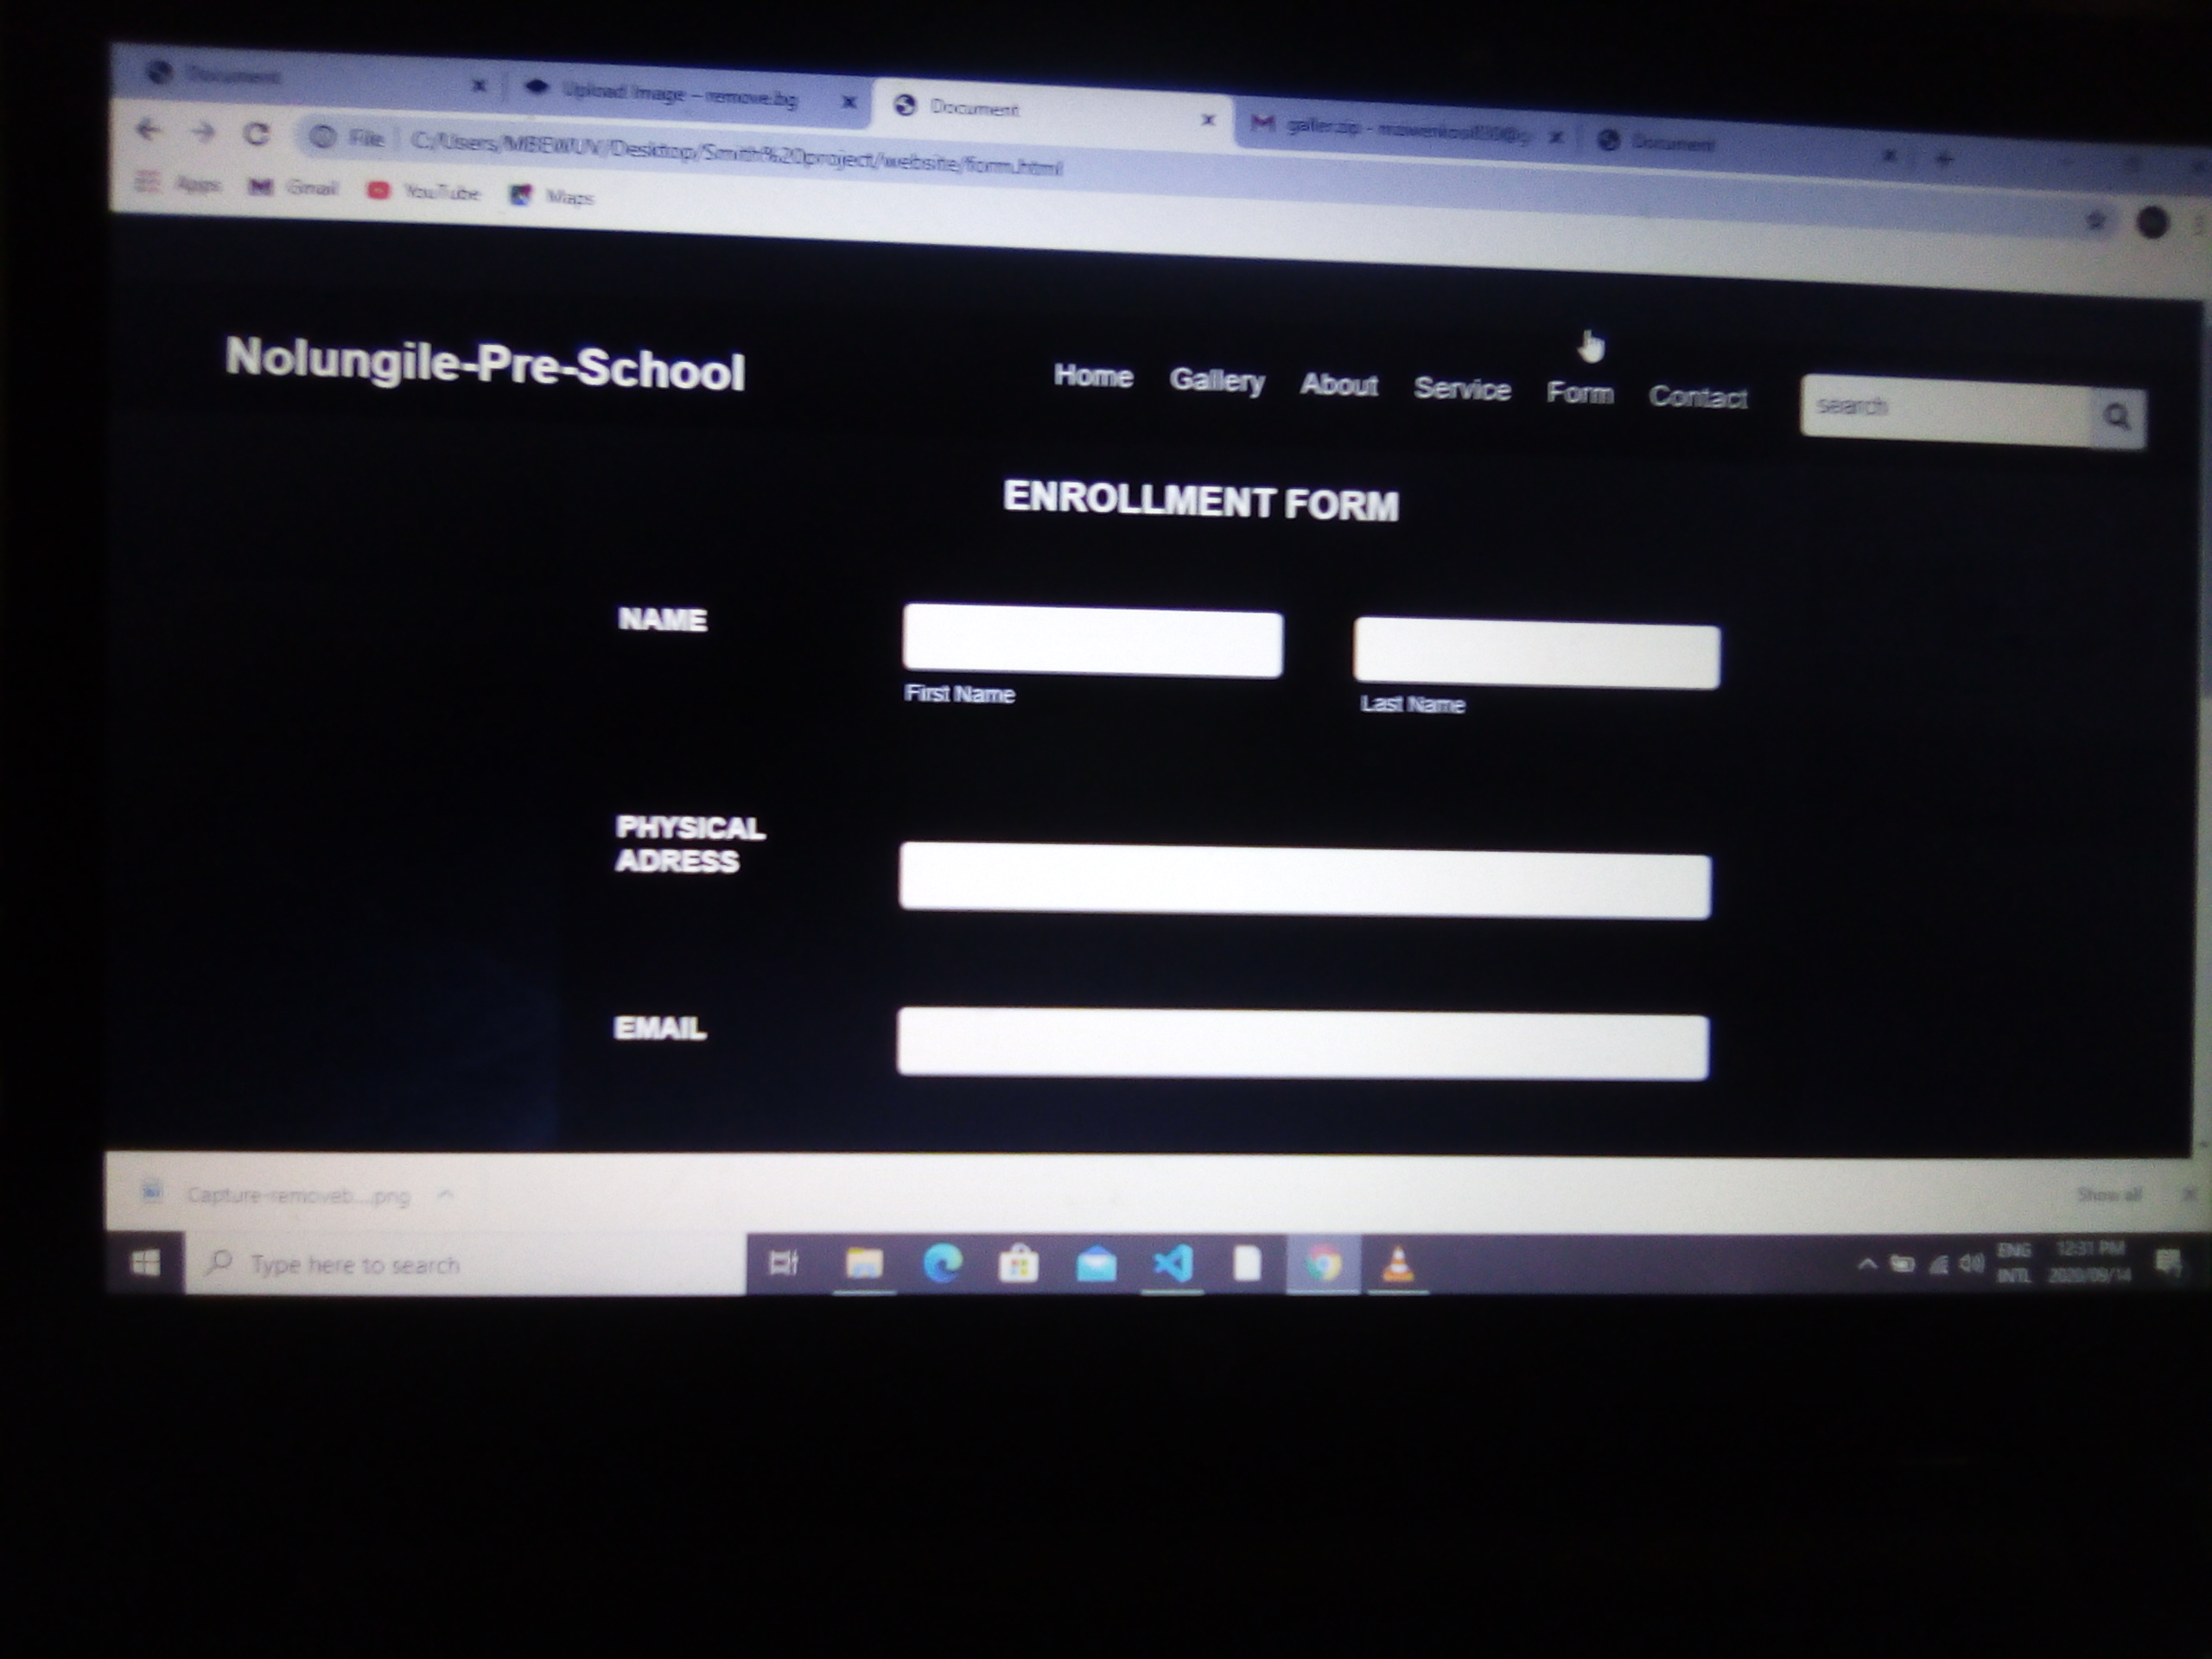 Document
Upload Image – remove.bg
Document
Document
File
C:/Users/MBEWUV/Desktop/Smith%20project/website/form.html
Apps
Gmail
YouTube
Maps
Nolungile-Pre-School
Home
Gallery
About
Service
Form
Contact
search
ENROLLMENT FORM
NAME
First Name
Last Name
PHYSICAL
ADRESS
EMAIL
Capture-removeb...png
Show all
Type here to search
ENG
INTL
12:31 PM
2020/09/14